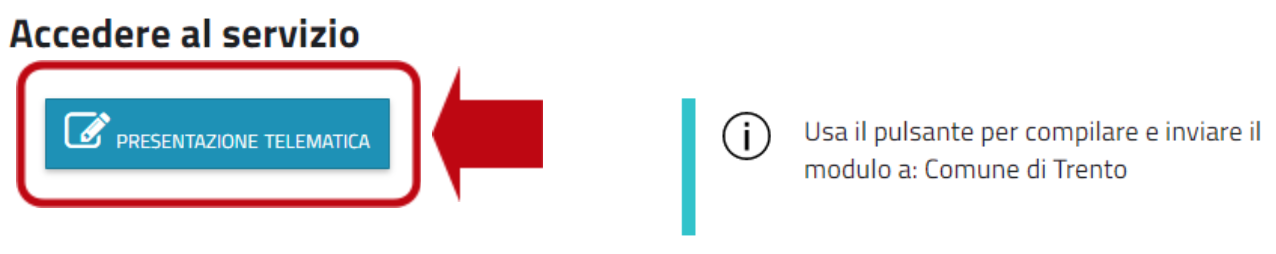 Accedere al servizio
PRESENTAZIONE TELEMATICA
Usa il pulsante per compilare e inviare il
modulo a: Comune di Trento